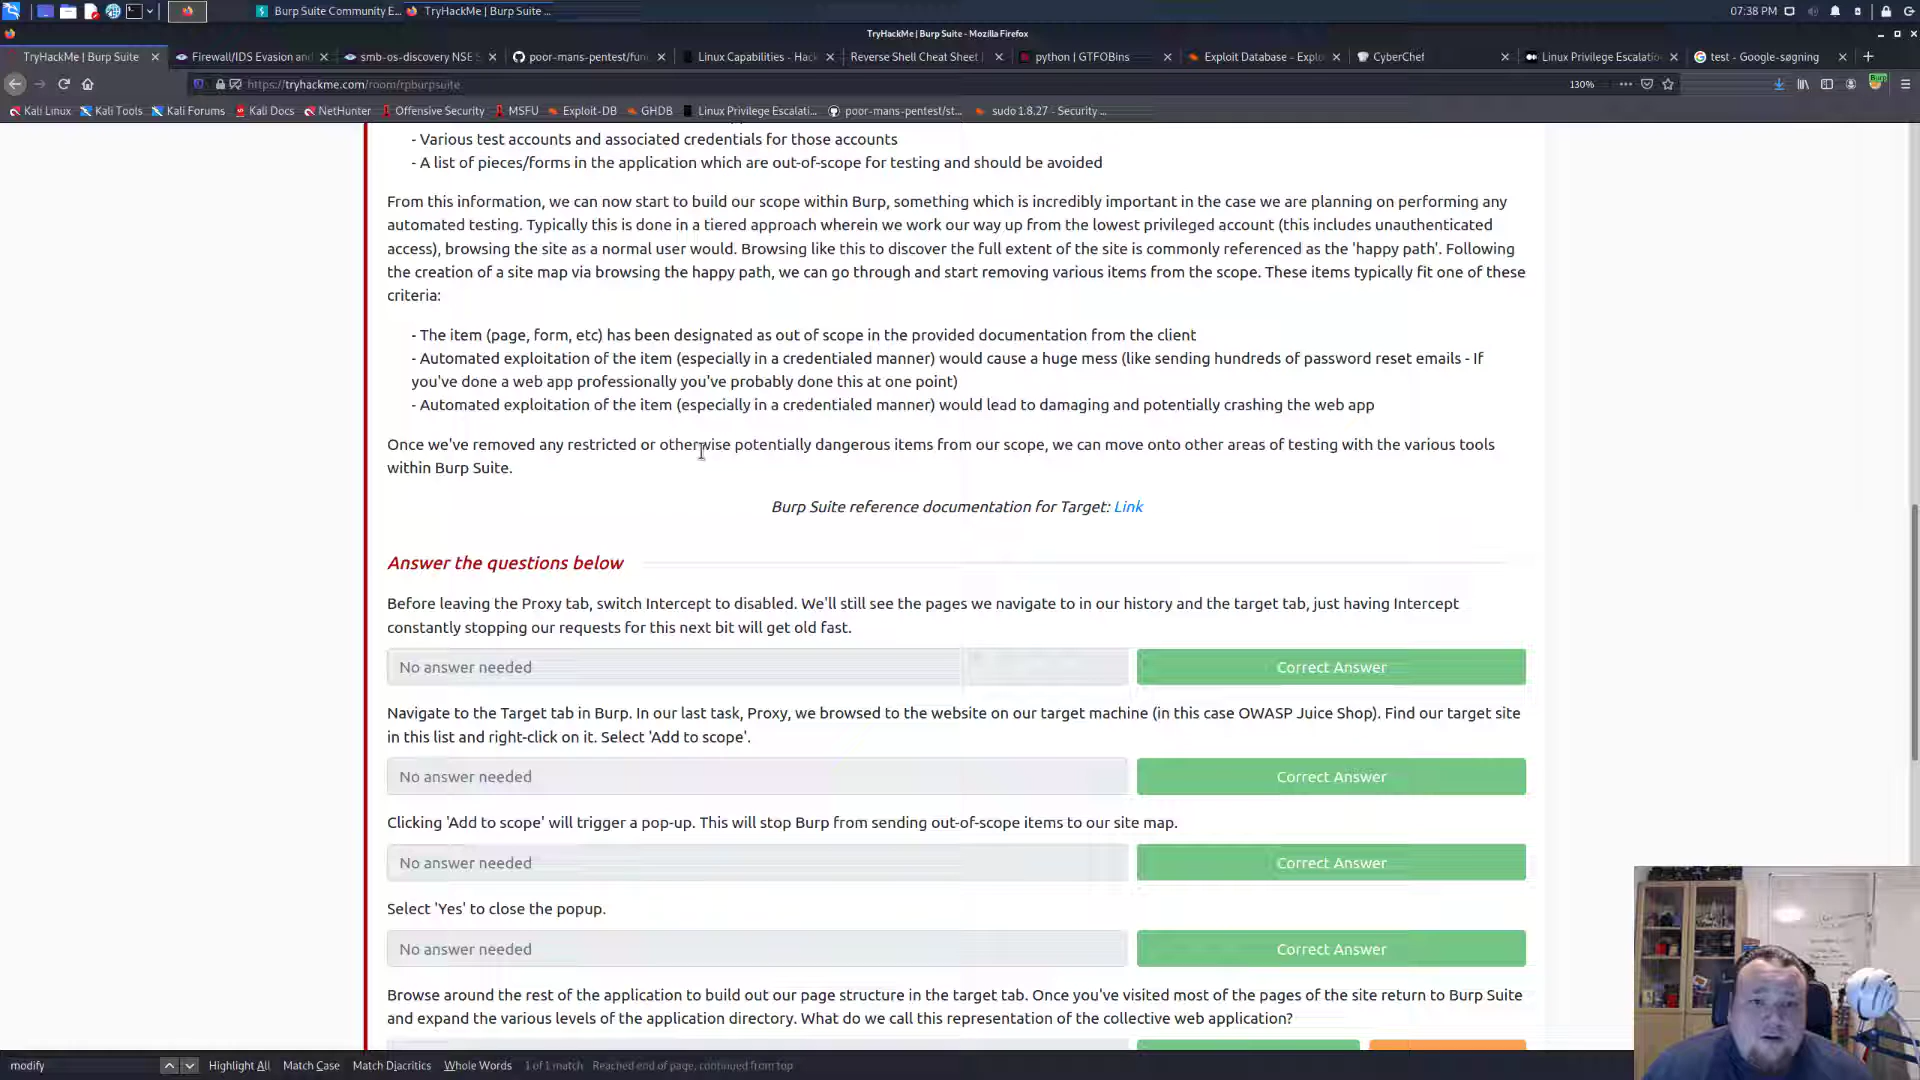 Burp Suite Community E...
TryHackMe | Burp Suite ...
07:38 PM
TryHackMe | Burp Suite - Mozilla Firefox
TryHackMe | Burp Suite
Firewall/IDS Evasion and
smb-os-discovery NSE S
poor-mans-pentest/fun
Linux Capabilities - Hack
Reverse Shell Cheat Sheet
python | GTFOBins
Exploit Database - Explo
CyberChef
Linux Privilege Escalatio
test - Google-søgning
https://tryhackme.com/room/rpburpsuite
130%
Burp
Kali Linux
Kali Tools
Kali Forums
Kali Docs
NetHunter
Offensive Security
MSFU
Exploit-DB
GHDB
Linux Privilege Escalati...
poor-mans-pentest/st...
sudo 1.8.27 - Security ...
- Various test accounts and associated credentials for those accounts
- A list of pieces/forms in the application which are out-of-scope for testing and should be avoided
From this information, we can now start to build our scope within Burp, something which is incredibly important in the case we are planning on performing any
automated testing. Typically this is done in a tiered approach wherein we work our way up from the lowest privileged account (this includes unauthenticated
access), browsing the site as a normal user would. Browsing like this to discover the full extent of the site is commonly referenced as the 'happy path'. Following
the creation of a site map via browsing the happy path, we can go through and start removing various items from the scope. These items typically fit one of these
criteria:
- The item (page, form, etc) has been designated as out of scope in the provided documentation from the client
- Automated exploitation of the item (especially in a credentialed manner) would cause a huge mess (like sending hundreds of password reset emails - If
you've done a web app professionally you've probably done this at one point)
- Automated exploitation of the item (especially in a credentialed manner) would lead to damaging and potentially crashing the web app
Once we've removed any restricted or otherwise potentially dangerous items from our scope, we can move onto other areas of testing with the various tools
within Burp Suite.
Burp Suite reference documentation for Target: Link
Answer the questions below
Before leaving the Proxy tab, switch Intercept to disabled. We'll still see the pages we navigate to in our history and the target tab, just having Intercept
constantly stopping our requests for this next bit will get old fast.
No answer needed
Correct Answer
Navigate to the Target tab in Burp. In our last task, Proxy, we browsed to the website on our target machine (in this case OWASP Juice Shop). Find our target site
in this list and right-click on it. Select 'Add to scope'.
No answer needed
Correct Answer
Clicking 'Add to scope' will trigger a pop-up. This will stop Burp from sending out-of-scope items to our site map.
No answer needed
Correct Answer
Select 'Yes' to close the popup.
No answer needed
Correct Answer
Browse around the rest of the application to build out our page structure in the target tab. Once you've visited most of the pages of the site return to Burp Suite
and expand the various levels of the application directory. What do we call this representation of the collective web application?
modify
Highlight All
Match Case
Match Diacritics
Whole Words
1 of 1 match
Reached end of page, continued from top